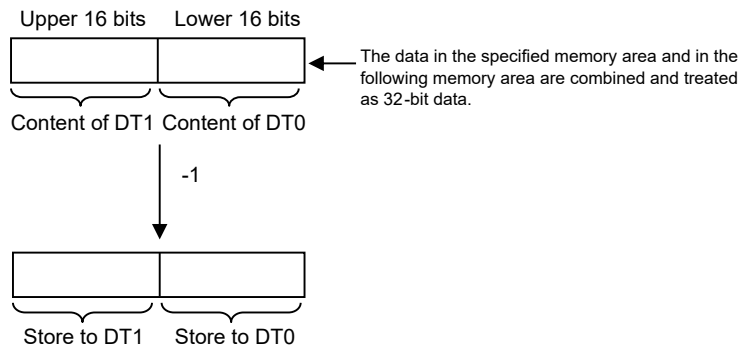 Upper 16 bits Lower 16 bits
The data in the specified memory area and in the
following memory area are combined and treated
as 32-bit data.
Content of DT1 Content of DT0
-1
Store to DT1 Store to DT0